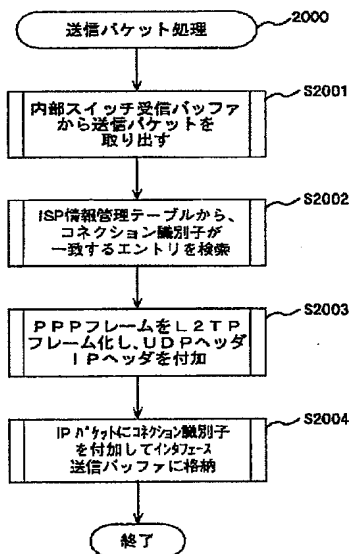 送信パケット処理
2000
S2001
内部スイッチ受信バッファ
から送信パケットを
取り出す
S2002
ISP情報管理テーブルから、
コネクション識別子が
一致するエントリを検索
S2003
PPPフレームをL2TP
フレーム化し、UDPヘッダ
IPヘッダを付加
S2004
IPパケットにコネクション識別子
を付加してインタフェース
送信バッファに格納
終了